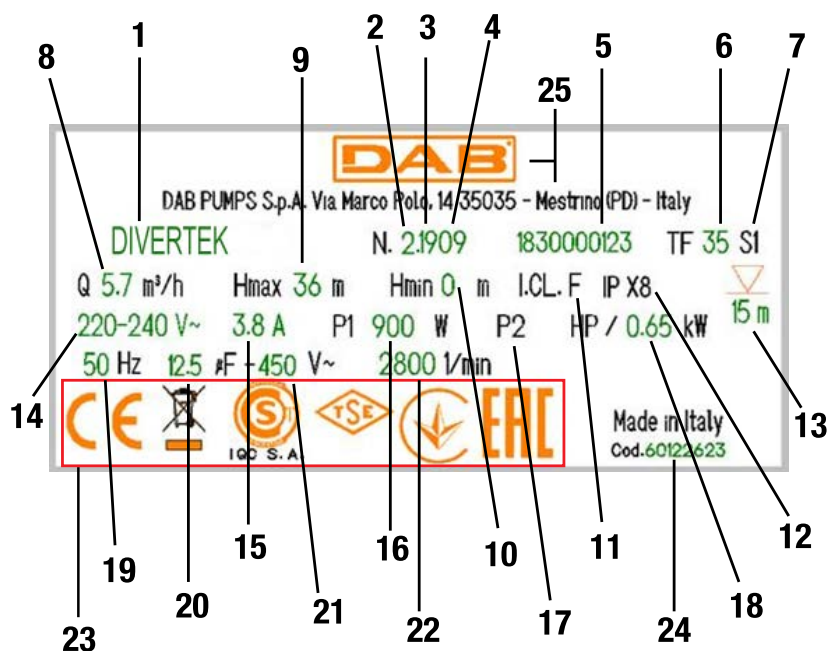 1 2 3 4 5 6 7
8 9 25
DAB
DAB PUMPS S.p.A. Via Marco Polo, 14 35035 - Mestrino (PD) - Italy
DIVERTEK N. 2.1909 1830000123 TF 35 S1
Q 5.7 m³/h Hmax 36 m Hmin 0 m I.CL. F IP X8
220-240 V~ 3.8 A P1 900 W P2 HP / 0.65 kW 15 m
50 Hz 12.5 µF -450 V~ 2800 1/min
CE S TSE EAC
IQC S.A.
Made in Italy
Cod.60122623
14 13
19 20 15 21 16 22 10 17 11 18 12
23 24